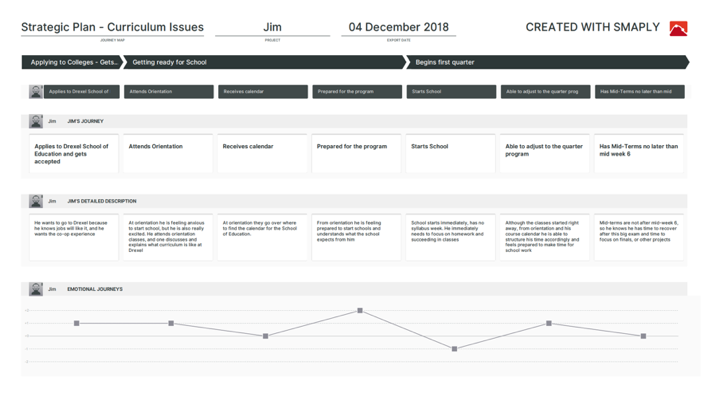 Strategic Plan - Curriculum Issues
Jim
04 December 2018
CREATED WITH SMAPLY
JOURNEY MAP
PROJECT
EXPORT DATE
Applying to Colleges - Gets..
Getting ready for School
Begins first quarter
Applies to Drexel School of
Attends Orientation
Receives calendar
Prepared for the program
Starts School
Able to adjust to the quarter prog
Has Mid-Terms no later than mid
Jim
JIM'S JOURNEY
Applies to Drexel School of
Education and gets
accepted
Attends Orientation
Receives calendar
Prepared for the program
Starts School
Able to adjust to the quarter
program
Has Mid-Terms no later than
mid week 6
Jim
JIM'S DETAILED DESCRIPTION
He wants to go to Drexel because
he knows jobs will like it, and he
wants the co-op experience
At orientation he is feeling anxious
to start school, but he is also really
excited. He attends orientation
classes, and one discusses and
explains what curriculum is like at
Drexel
At orientation they go over where
to find the calendar for the School
of Education.
From orientation he is feeling
prepared to start schools and
understands what the school
expects from him
School starts immediately, has no
syllabus week. He immediately
needs to focus on homework and
succeeding in classes
Although the classes started right
away, from orientation and his
course calendar he is able to
structure his time accordingly and
feels prepared to make time for
school work
Mid-terms are not after mid-week 6,
so he knows he has time to recover
after this big exam and time to
focus on finals, or other projects
Jim
EMOTIONAL JOURNEYS